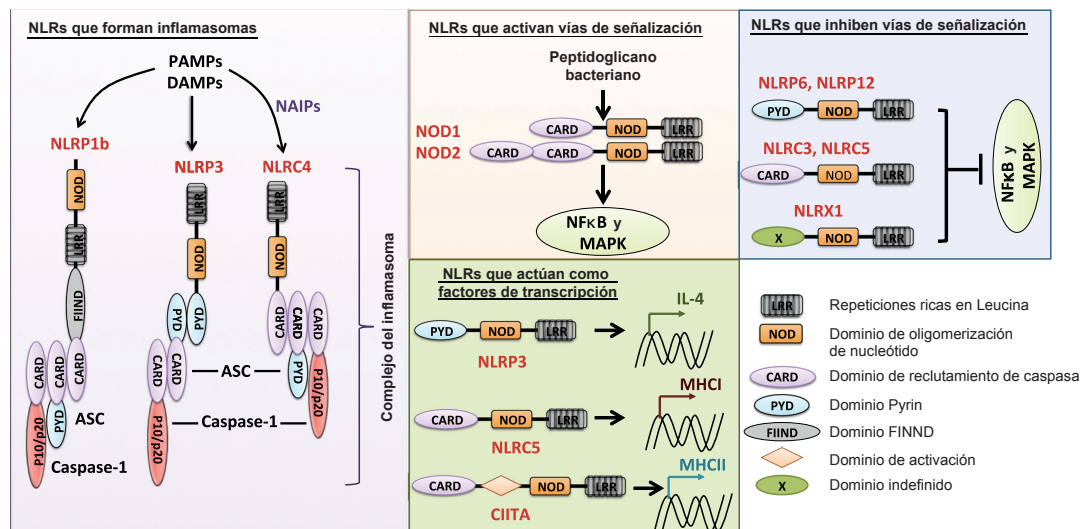 NLRs que forman inflamasomas
PAMPs
DAMPs
NAIPs
NLRP1b
NLRP3
NLRC4
NOD
LRR
FIIND
CARD
CARD
CARD
PYD
P10/p20
ASC
Caspase-1
LRR
NOD
PYD
PYD
CARD
CARD
P10/p20
LRR
NOD
CARD
CARD
CARD
PYD
P10/p20
ASC
Caspase-1
Complejo del inflamasoma
NLRs que activan vías de señalización
Peptidoglicano
bacteriano
NOD1
CARD NOD LRR
NOD2
CARD CARD NOD LRR
NFκB y
MAPK
NLRs que inhiben vías de señalización
NLRP6, NLRP12
PYD NOD LRR
NLRC3, NLRC5
CARD NOD LRR
NLRX1
X NOD LRR
NFκB y
MAPK
NLRs que actúan como
factores de transcripción
IL-4
PYD NOD LRR
NLRP3
MHCI
CARD NOD LRR
NLRC5
MHCII
CARD NOD LRR
CIITA
LRR Repeticiones ricas en Leucina
NOD Dominio de oligomerización
de nucleótido
CARD Dominio de reclutamiento de caspasa
PYD Dominio Pyrin
FIIND Dominio FINND
Dominio de activación
X Dominio indefinido